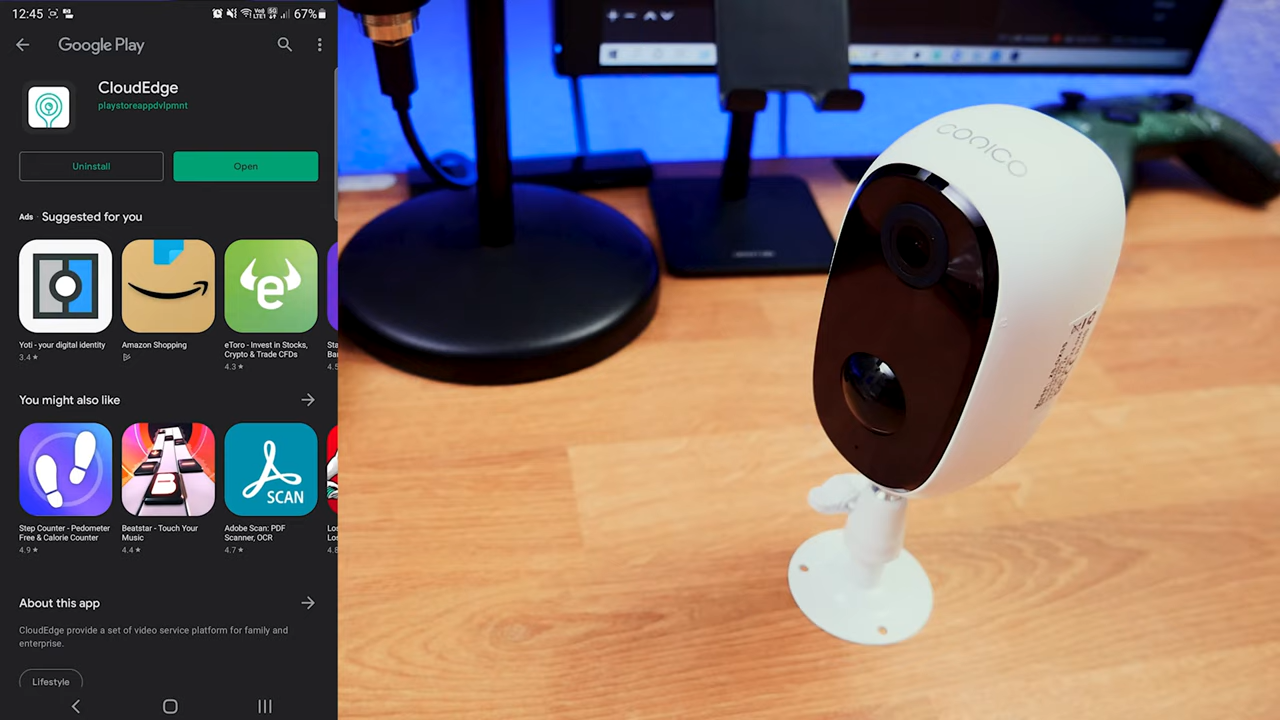 12:45
67%
Google Play
CloudEdge
playstoreappdvlpmnt
Uninstall
Open
Ads · Suggested for you
Yoti - your digital identity
3.4 ★
Amazon Shopping
eToro - Invest in Stocks,
Crypto & Trade CFDs
4.3 ★
You might also like
SCAN
Step Counter - Pedometer
Free & Calorie Counter
4.9 ★
Beatstar - Touch Your
Music
4.4 ★
Adobe Scan: PDF
Scanner, OCR
4.7 ★
About this app
CloudEdge provide a set of video service platform for family and
enterprise.
Lifestyle
COOICO